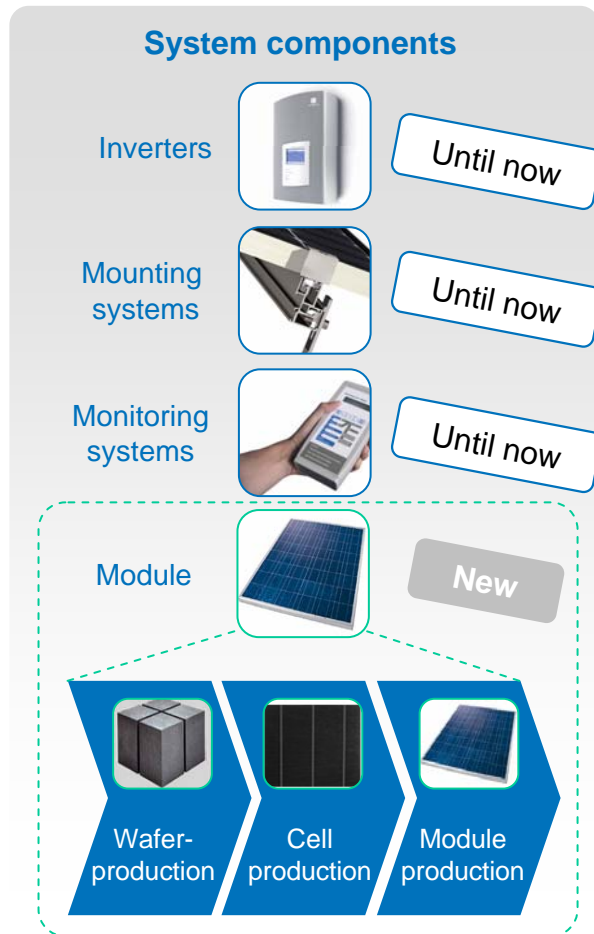 System components
Inverters
Until now
Mounting
systems
Until now
Monitoring
systems
Until now
Module
New
Wafer-
production
Cell
production
Module
production